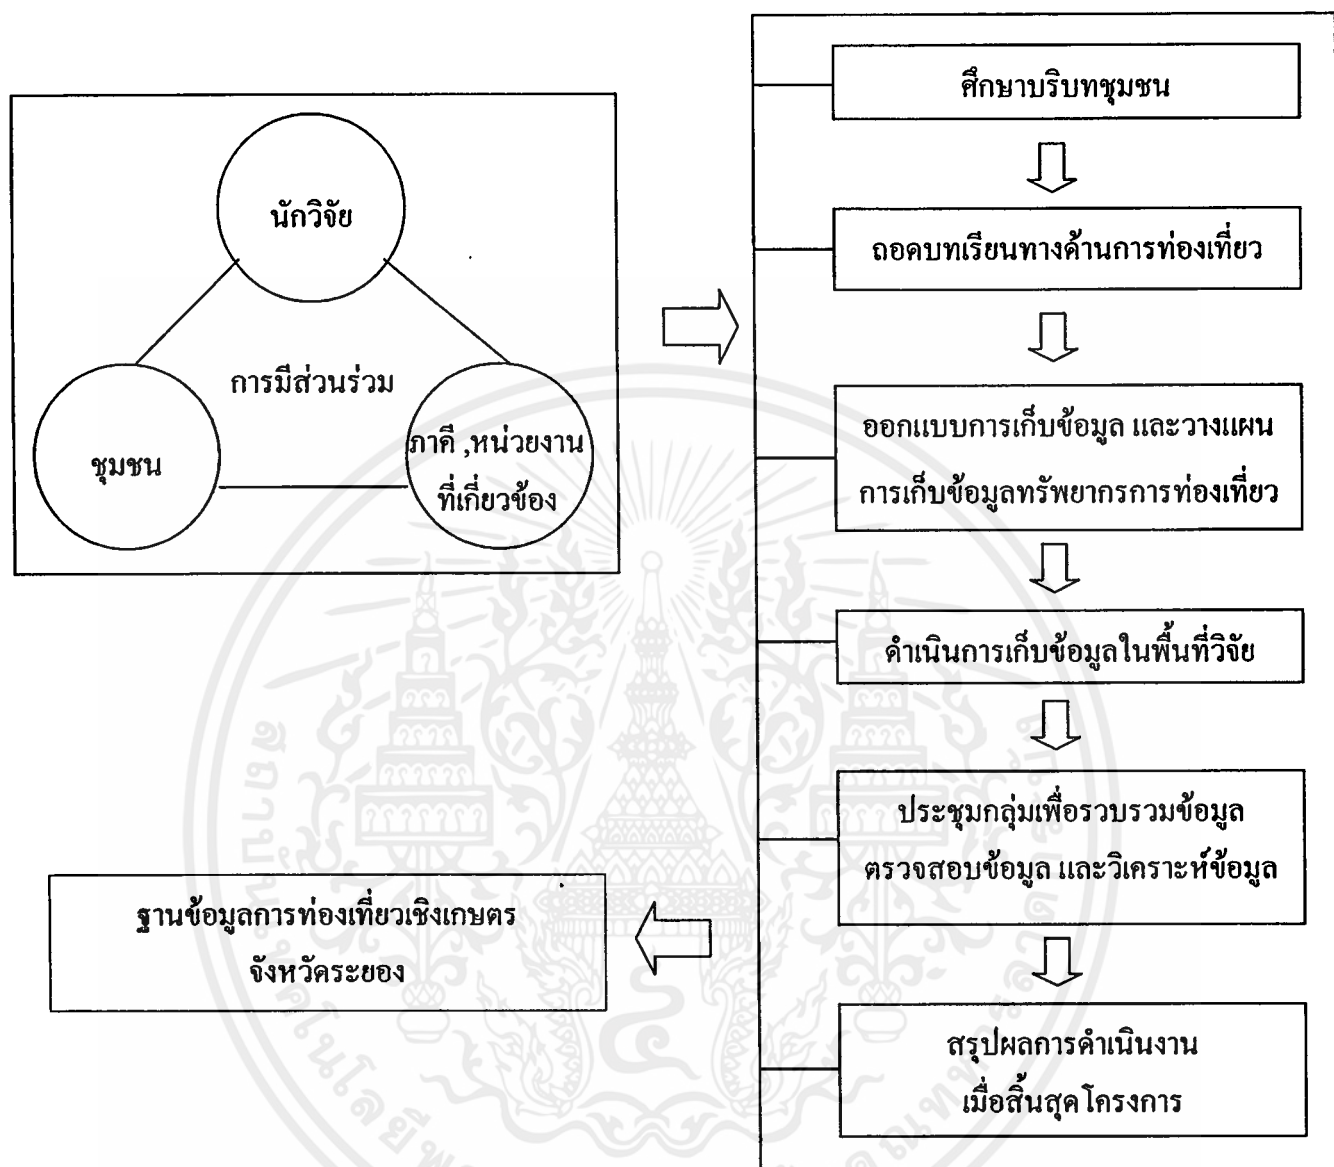 นักวิจัย
การมีส่วนร่วม
ชุมชน
ภาคี ,หน่วยงาน
ที่เกี่ยวข้อง
ศึกษาบริบทชุมชน
ถอดบทเรียนทางด้านการท่องเที่ยว
ออกแบบการเก็บข้อมูล และวางแผน
การเก็บข้อมูลทรัพยากรการท่องเที่ยว
ดำเนินการเก็บข้อมูลในพื้นที่วิจัย
ประชุมกลุ่มเพื่อรวบรวมข้อมูล
ตรวจสอบข้อมูล และวิเคราะห์ข้อมูล
สรุปผลการดำเนินงาน
เมื่อสิ้นสุดโครงการ
ฐานข้อมูลการท่องเที่ยวเชิงเกษตร
จังหวัดระยอง